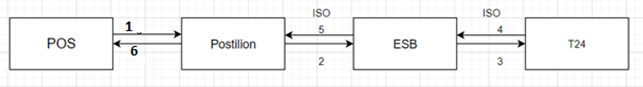 ISO ISO
1 5 4
POS Postilion ESB T24
6 2 3